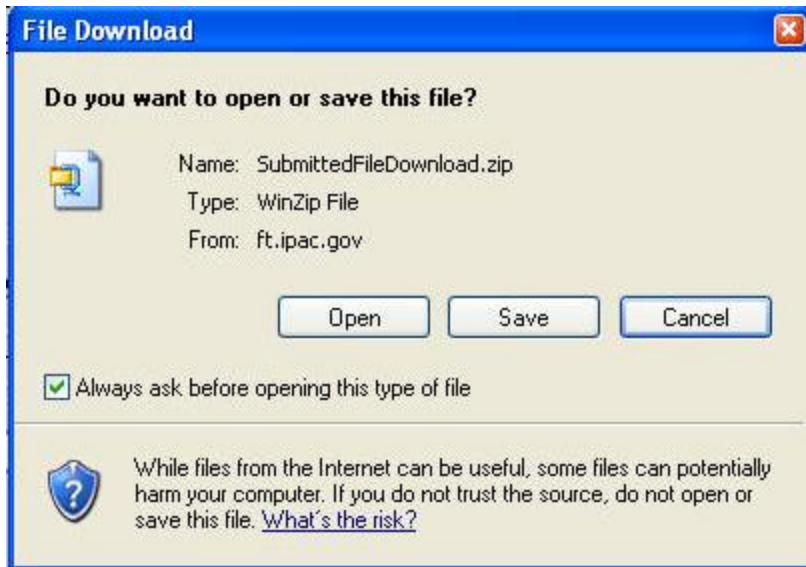 File Download
Do you want to open or save this file?
Name: SubmittedFileDownload.zip
Type: WinZip File
From: ft.ipac.gov
Open Save Cancel
Always ask before opening this type of file
While files from the Internet can be useful, some files can potentially
harm your computer. If you do not trust the source, do not open or
save this file. What's the risk?